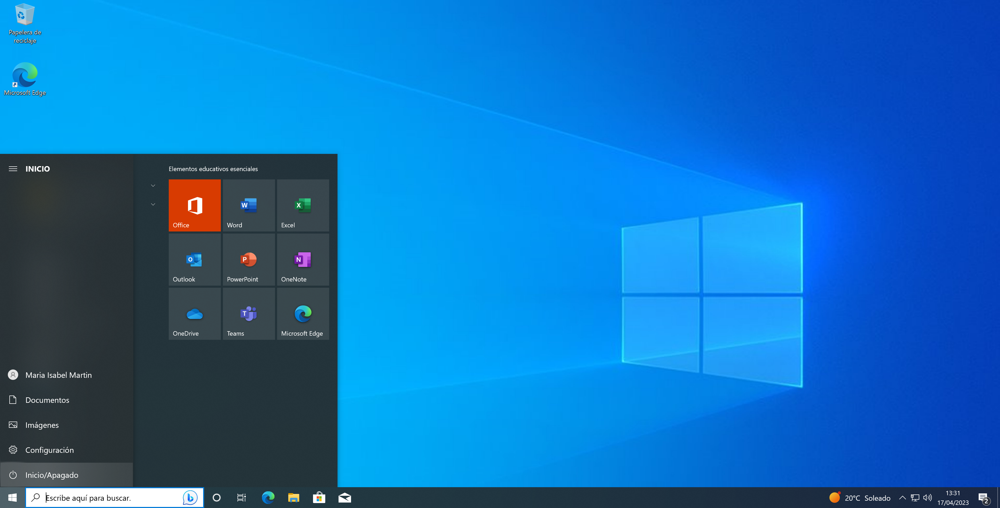 Papelera de
reciclaje
Microsoft Edge
INICIO
Elementos educativos esenciales
Office
Word
Excel
Outlook
PowerPoint
OneNote
OneDrive
Teams
Microsoft Edge
Maria Isabel Martin
Documentos
Imágenes
Configuración
Inicio/Apagado
Escribe aquí para buscar.
20°C Soleado
13:31
17/04/2023
2